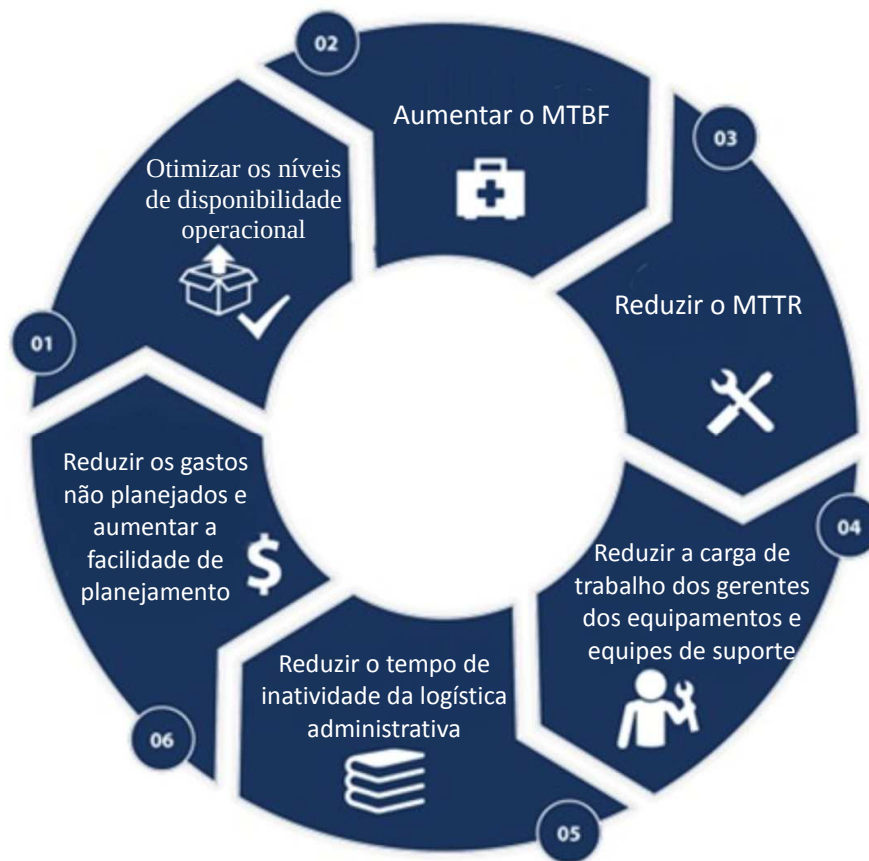 01
Otimizar os níveis
de disponibilidade
operacional
02
Aumentar o MTBF
03
Reduzir o MTTR
04
Reduzir a carga de
trabalho dos gerentes
dos equipamentos e
equipes de suporte
05
Reduzir o tempo de
inatividade da logística
administrativa
06
Reduzir os gastos
não planejados e
aumentar a
facilidade de
planejamento
$